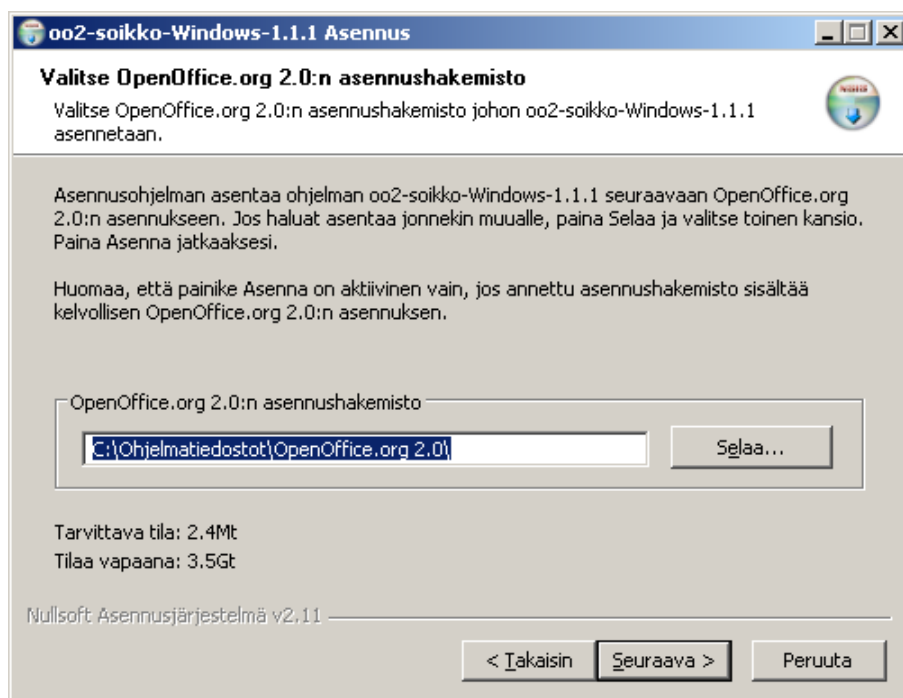 oo2-soikko-Windows-1.1.1 Asennus
Valitse OpenOffice.org 2.0:n asennushakemisto
Valitse OpenOffice.org 2.0:n asennushakemisto johon oo2-soikko-Windows-1.1.1
asennetaan.
Asennusohjelman asentaa ohjelman oo2-soikko-Windows-1.1.1 seuraavaan OpenOffice.org
2.0:n asennukseen. Jos haluat asentaa jonnekin muualle, paina Selaa ja valitse toinen kansio.
Paina Asenna jatkaaksesi.
Huomaa, että painike Asenna on aktiivinen vain, jos annettu asennushakemisto sisältää
kelvollisen OpenOffice.org 2.0:n asennuksen.
OpenOffice.org 2.0:n asennushakemisto
C:\Ohjelmatiedostot\OpenOffice.org 2.0\
Selaa...
Tarvittava tila: 2.4Mt
Tilaa vapaana: 3.5Gt
Nullsoft Asennusjärjestelmä v2.11
< Takaisin
Seuraava >
Peruuta